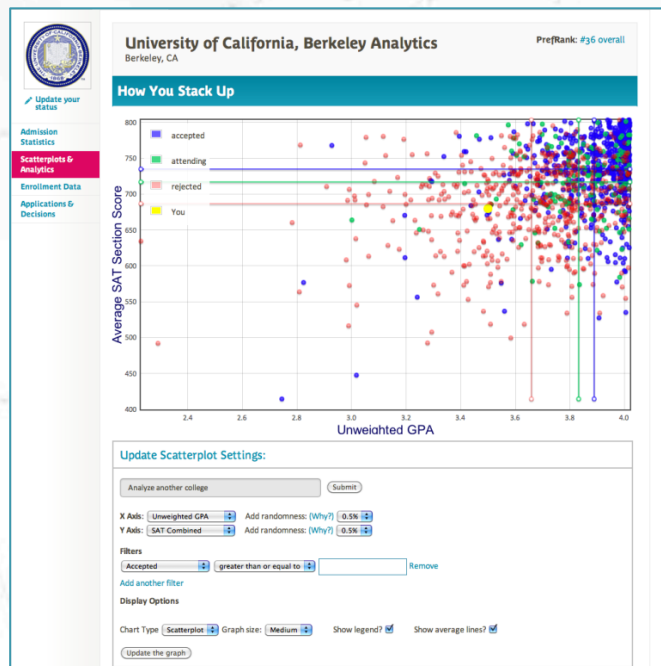 University of California, Berkeley Analytics
Berkeley, CA
PrefRank: #36 overall
Update your
status
How You Stack Up
Admission
Statistics
Scatterplots &
Analytics
Enrollment Data
Applications &
Decisions
accepted
attending
rejected
You
800
750
700
650
600
550
500
450
400
Average SAT Section Score
2.4 2.6 2.8 3.0 3.2 3.4 3.6 3.8 4.0
Unweighted GPA
Update Scatterplot Settings:
Analyze another college Submit
X Axis: Unweighted GPA Add randomness: (Why?) 0.5%
Y Axis: SAT Combined Add randomness: (Why?) 0.5%
Filters
Accepted greater than or equal to Remove
Add another filter
Display Options
Chart Type Scatterplot Graph size: Medium Show legend? Show average lines?
Update the graph